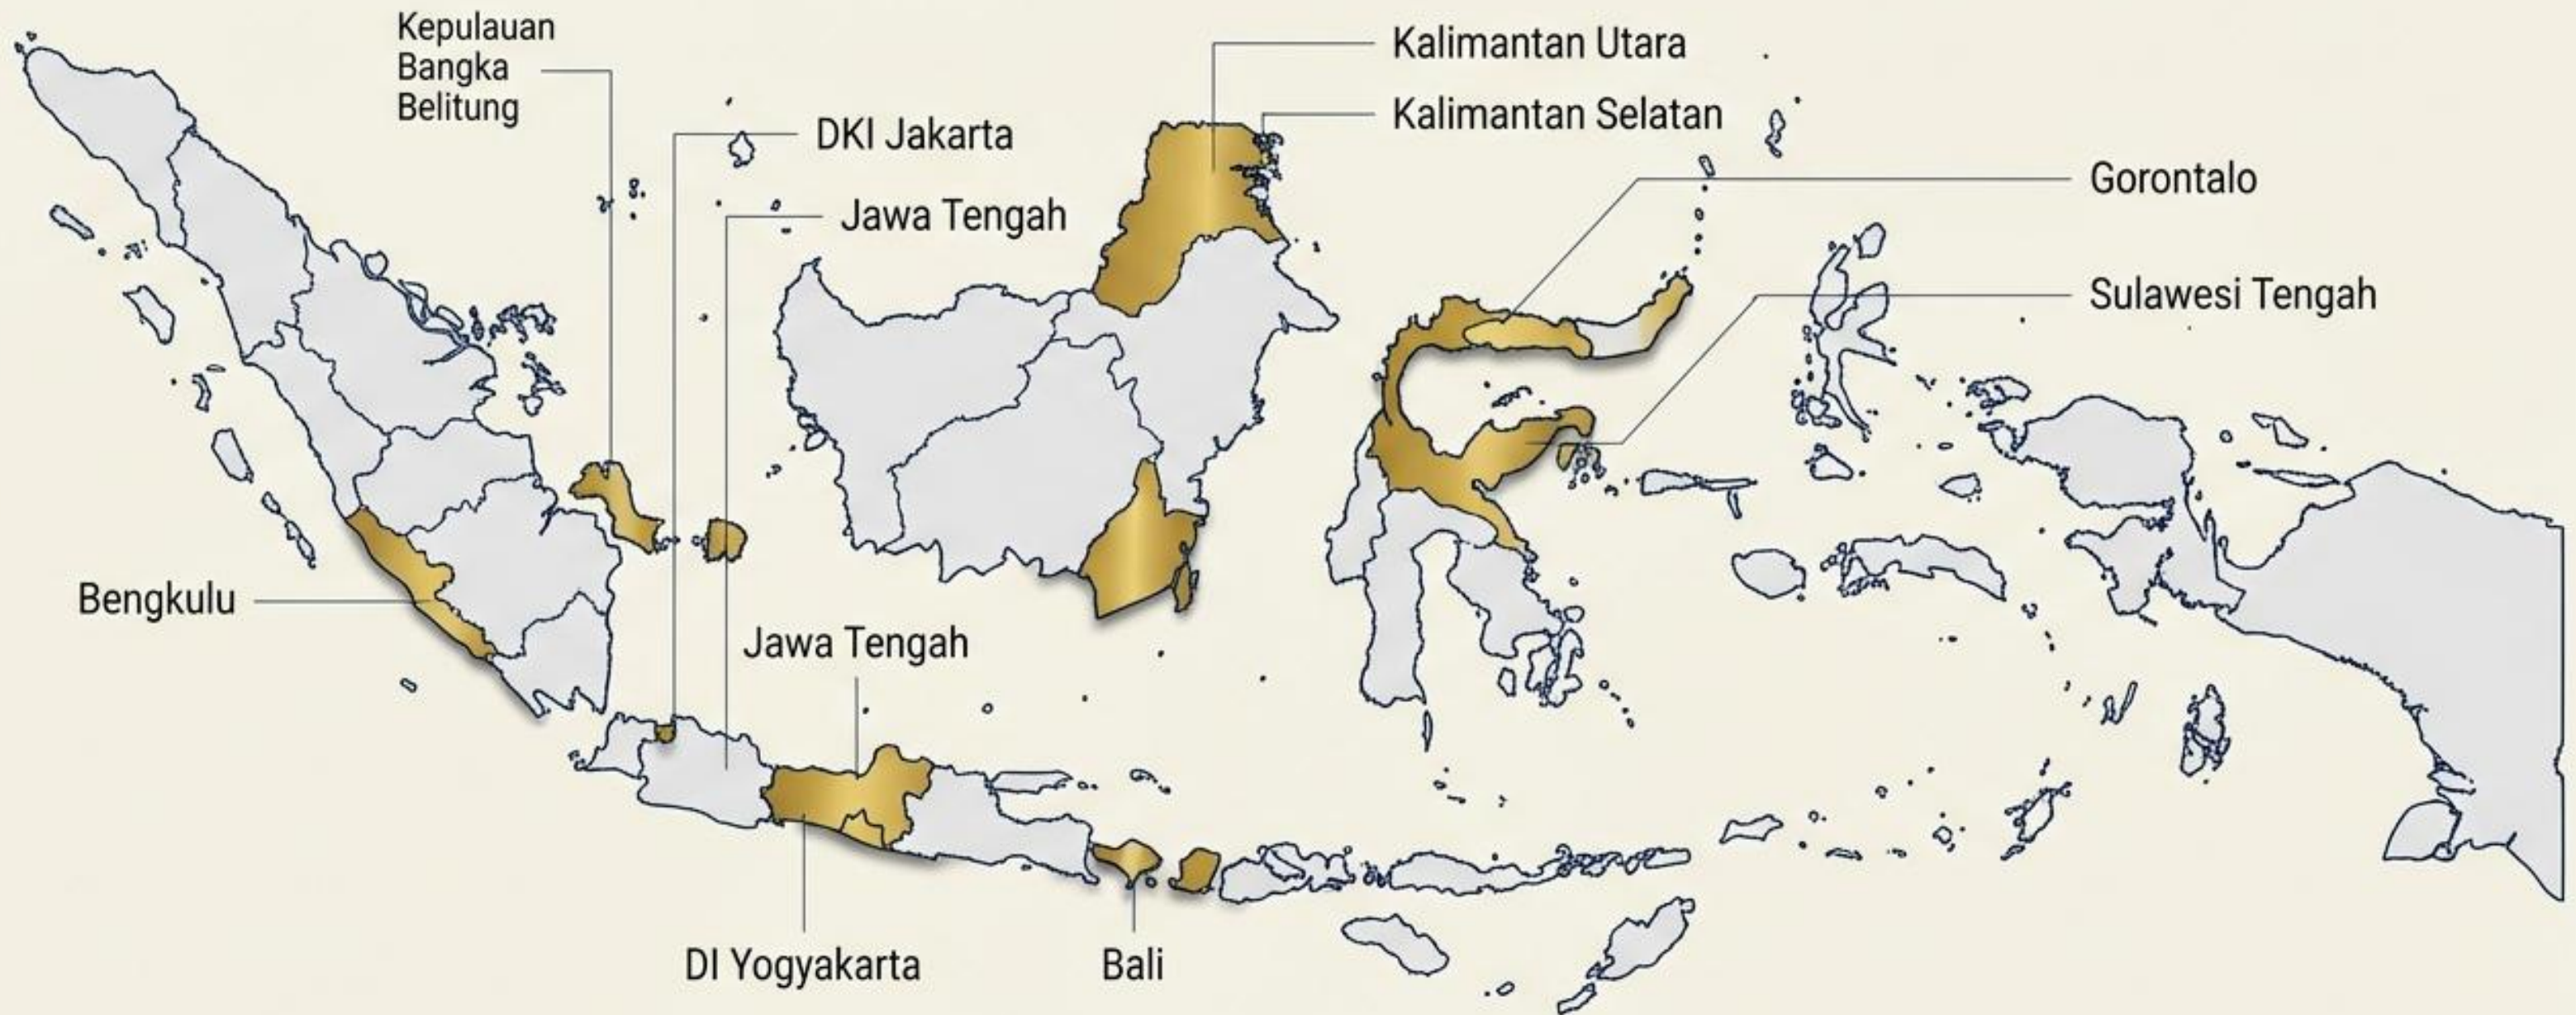 Kepulauan
Bangka
Belitung
Kalimantan Utara
Kalimantan Selatan
DKI Jakarta
Gorontalo
Jawa Tengah
Sulawesi Tengah
Bengkulu
Jawa Tengah
DI Yogyakarta
Bali